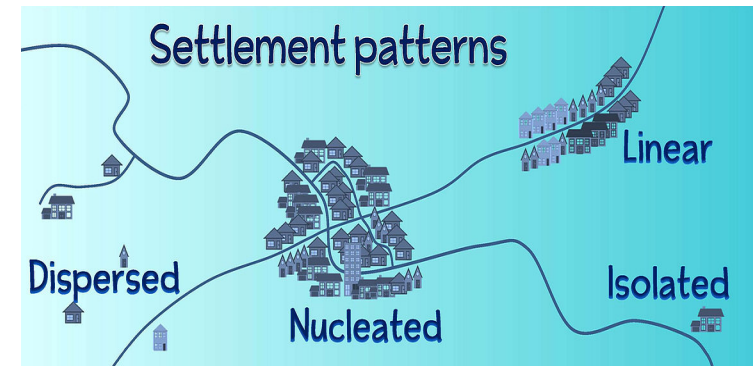 Settlement patterns
Linear
Dispersed
Isolated
Nucleated